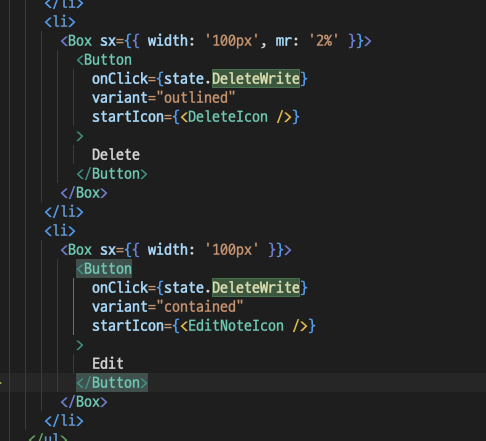 </li>
<li>
<Box sx={{ width: '100px', mr: '2%' }}>
<Button
onClick={state.DeleteWrite}
variant="outlined"
startIcon={<DeleteIcon />}
>
Delete
</Button>
</Box>
</li>
<li>
<Box sx={{ width: '100px' }}>
<Button
onClick={state.DeleteWrite}
variant="contained"
startIcon={<EditNoteIcon />}
>
Edit
</Button>
</Box>
</li>
</ul>